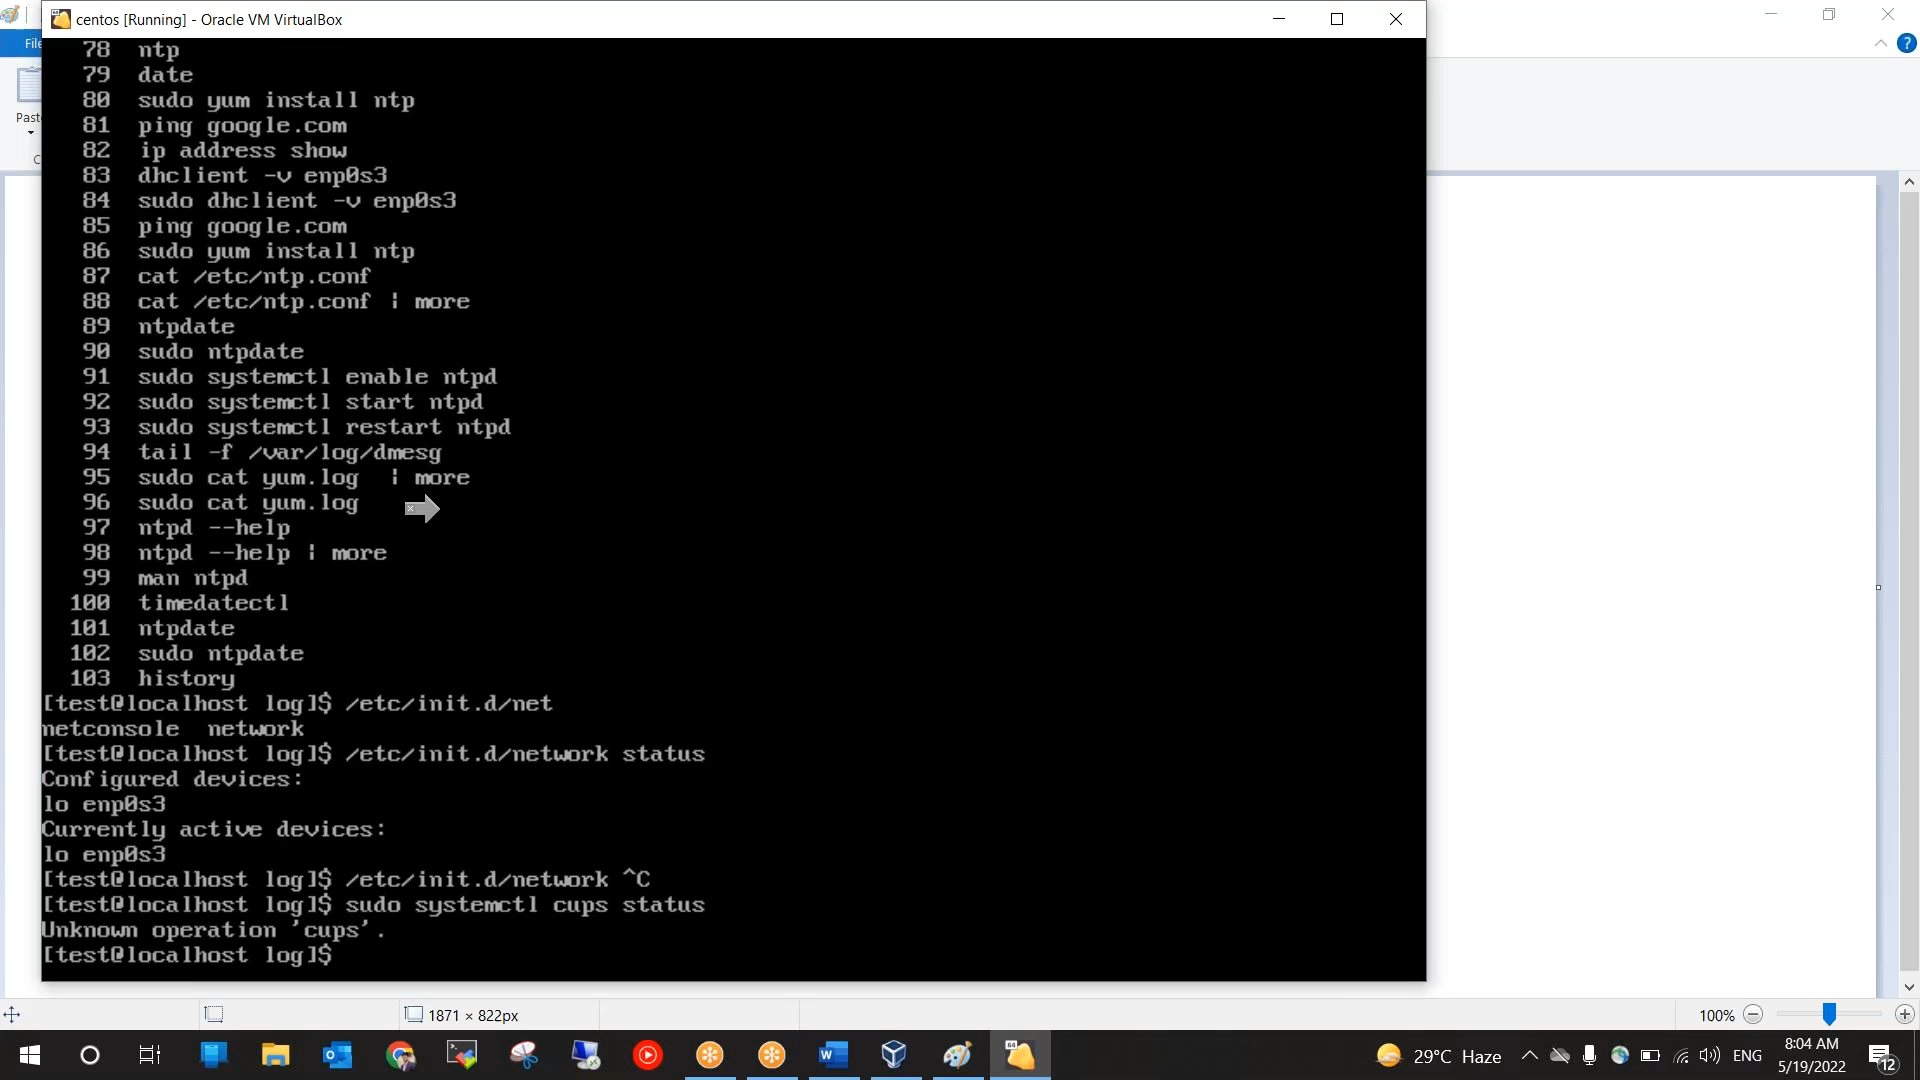 centos [Running] - Oracle VM VirtualBox
File
Past
C
78 ntp
79 date
80 sudo yum install ntp
81 ping google.com
82 ip address show
83 dhclient -v enp0s3
84 sudo dhclient -v enp0s3
85 ping google.com
86 sudo yum install ntp
87 cat /etc/ntp.conf
88 cat /etc/ntp.conf | more
89 ntpdate
90 sudo ntpdate
91 sudo systemctl enable ntpd
92 sudo systemctl start ntpd
93 sudo systemctl restart ntpd
94 tail -f /var/log/dmesg
95 sudo cat yum.log  | more
96 sudo cat yum.log
97 ntpd --help
98 ntpd --help | more
99 man ntpd
100 timedatectl
101 ntpdate
102 sudo ntpdate
103 history
[test@localhost log]$ /etc/init.d/net
netconsole  network
[test@localhost log]$ /etc/init.d/network status
Configured devices:
lo enp0s3
Currently active devices:
lo enp0s3
[test@localhost log]$ /etc/init.d/network ^C
[test@localhost log]$ sudo systemctl cups status
Unknown operation 'cups'.
[test@localhost log]$
1871 × 822px
100%
29°C Haze
ENG
8:04 AM
5/19/2022
12